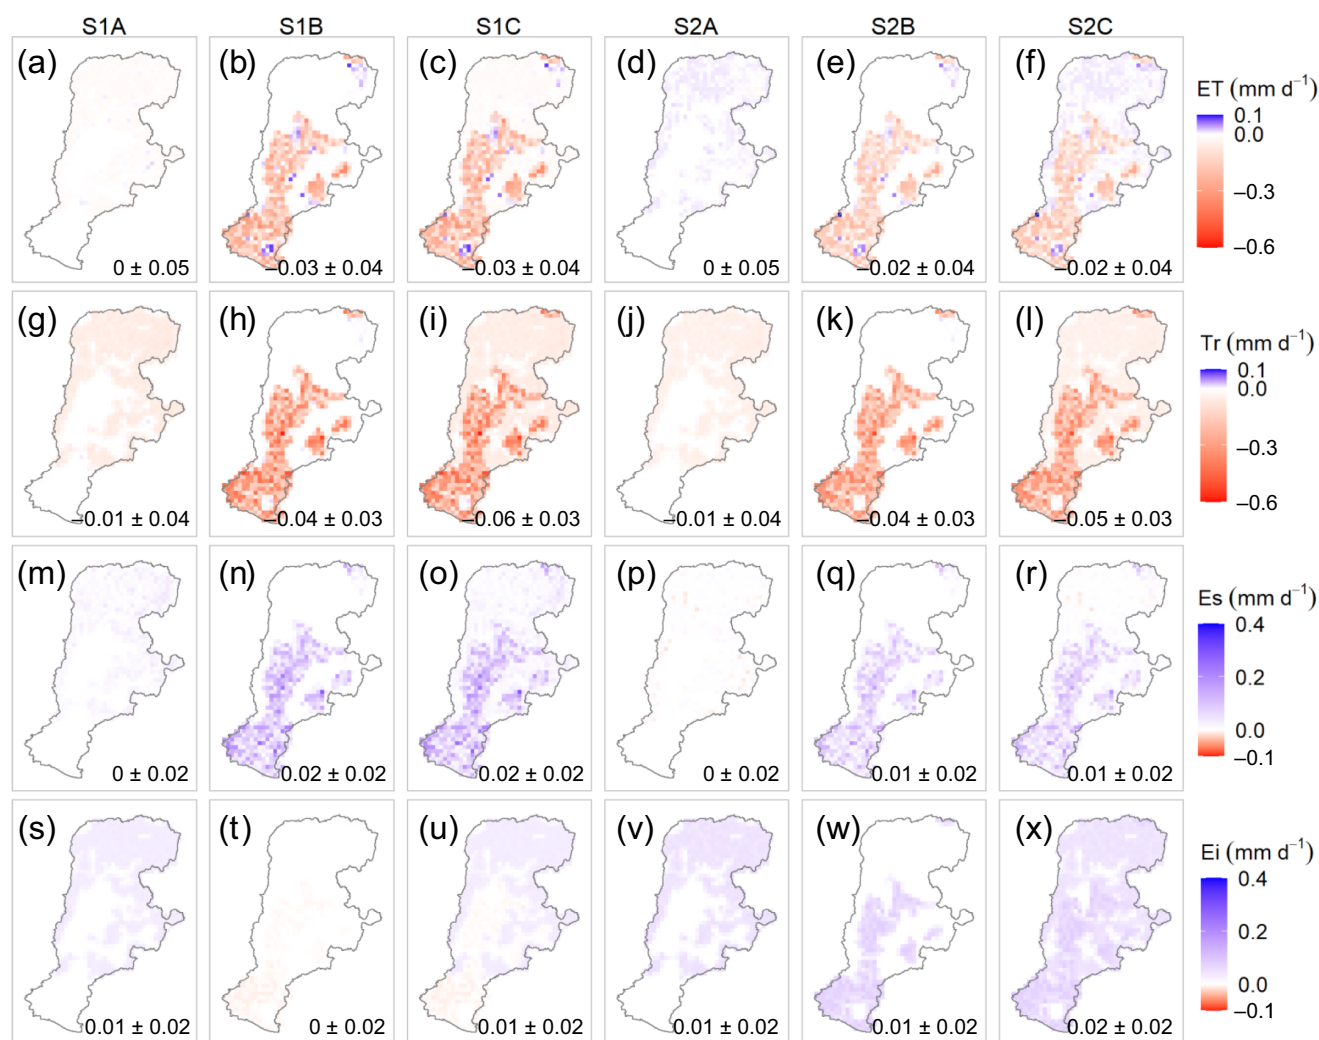 S1A S1B S1C S2A S2B S2C
(a) (b) (c) (d) (e) (f)
ET (mm d⁻¹)
0.1
0.0
−0.3
−0.6
0 ± 0.05 −0.03 ± 0.04 −0.03 ± 0.04 0 ± 0.05 −0.02 ± 0.04 −0.02 ± 0.04
(g) (h) (i) (j) (k) (l)
Tr (mm d⁻¹)
0.1
0.0
−0.3
−0.6
−0.01 ± 0.04 −0.04 ± 0.03 −0.06 ± 0.03 −0.01 ± 0.04 −0.04 ± 0.03 −0.05 ± 0.03
(m) (n) (o) (p) (q) (r)
Es (mm d⁻¹)
0.4
0.2
0.0
−0.1
0 ± 0.02 0.02 ± 0.02 0.02 ± 0.02 0 ± 0.02 0.01 ± 0.02 0.01 ± 0.02
(s) (t) (u) (v) (w) (x)
Ei (mm d⁻¹)
0.4
0.2
0.0
−0.1
0.01 ± 0.02 0 ± 0.02 0.01 ± 0.02 0.01 ± 0.02 0.01 ± 0.02 0.02 ± 0.02